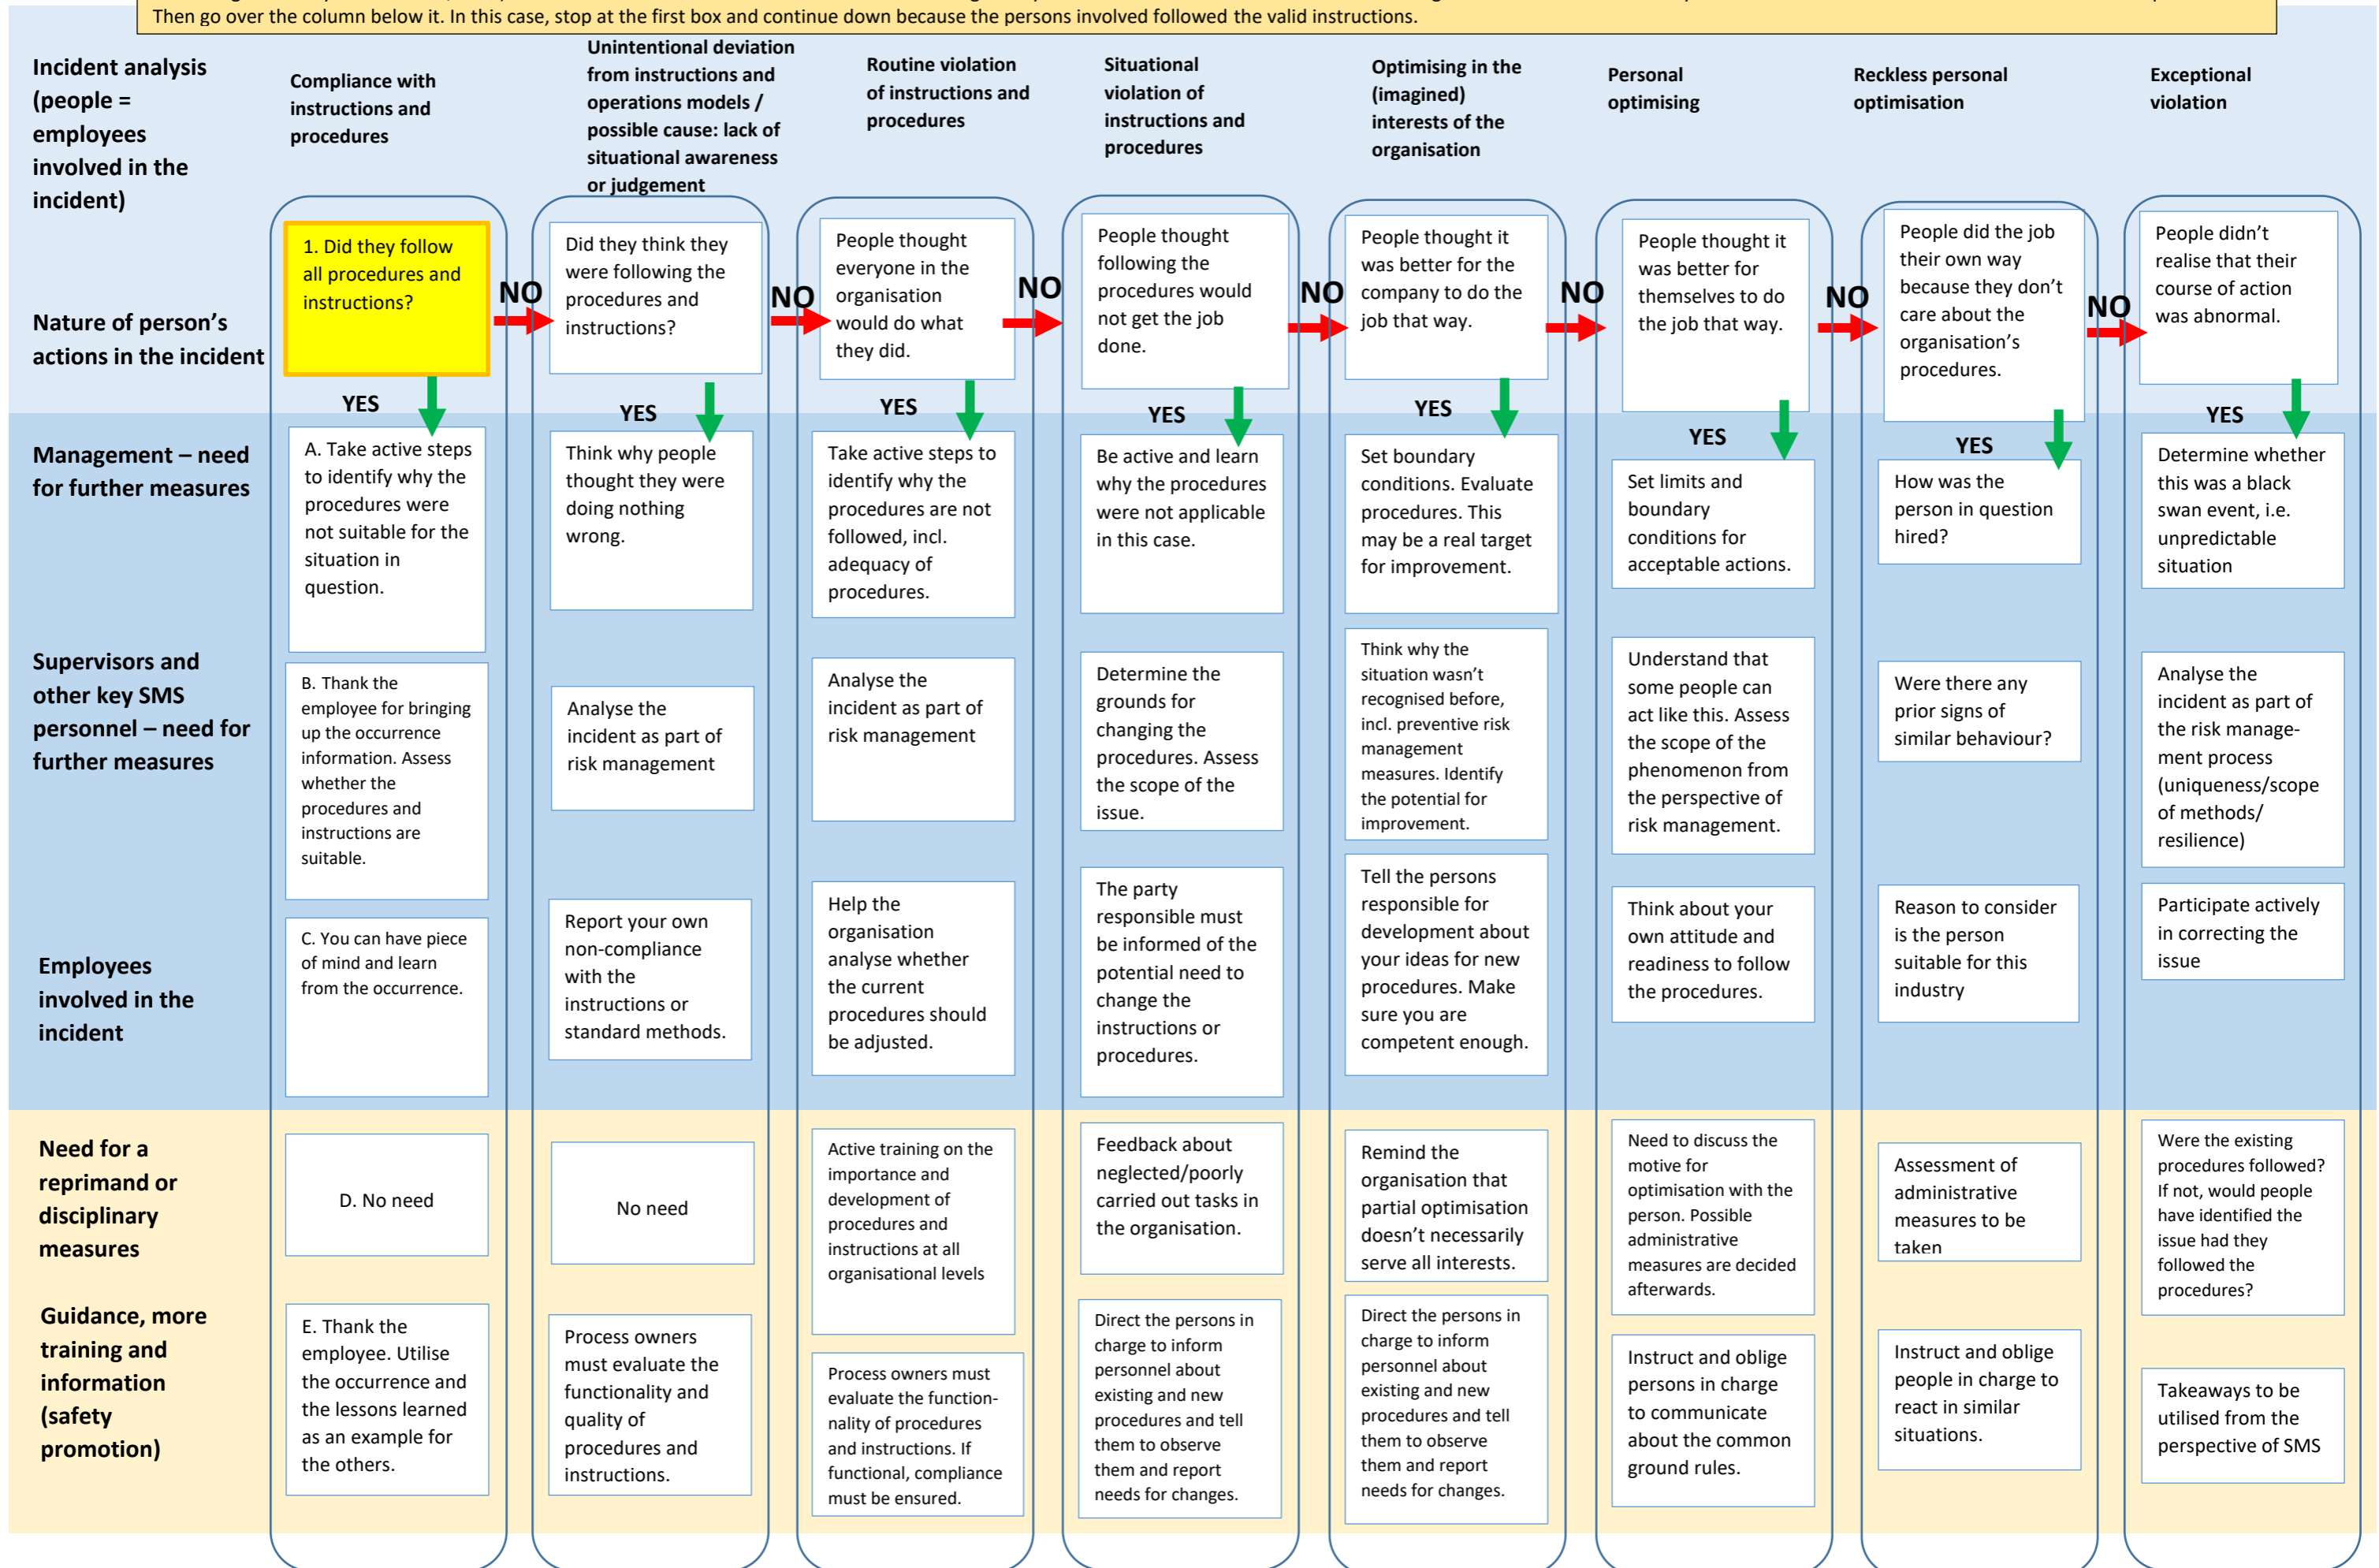 Then go over the column below it. In this case, stop at the first box and continue down because the persons involved followed the valid instructions.
Incident analysis
(people =
employees
involved in the
incident)
Compliance with
instructions and
procedures
Unintentional deviation
from instructions and
operations models /
possible cause: lack of
situational awareness
or judgement
Routine violation
of instructions and
procedures
Situational
violation of
instructions and
procedures
Optimising in the
(imagined)
interests of the
organisation
Personal
optimising
Reckless personal
optimisation
Exceptional
violation
Nature of person's
actions in the incident
1. Did they follow
all procedures and
instructions?
NO
Did they think they
were following the
procedures and
instructions?
NO
People thought
everyone in the
organisation
would do what
they did.
NO
People thought
following the
procedures would
not get the job
done.
NO
People thought it
was better for the
company to do the
job that way.
NO
People thought it
was better for
themselves to do
the job that way.
NO
People did the job
their own way
because they don't
care about the
organisation's
procedures.
NO
People didn't
realise that their
course of action
was abnormal.
YES
YES
YES
YES
YES
YES
YES
YES
Management – need
for further measures
A. Take active steps
to identify why the
procedures were
not suitable for the
situation in
question.
Think why people
thought they were
doing nothing
wrong.
Take active steps to
identify why the
procedures are not
followed, incl.
adequacy of
procedures.
Be active and learn
why the procedures
were not applicable
in this case.
Set boundary
conditions. Evaluate
procedures. This
may be a real target
for improvement.
Set limits and
boundary
conditions for
acceptable actions.
How was the
person in question
hired?
Determine whether
this was a black
swan event, i.e.
unpredictable
situation
Supervisors and
other key SMS
personnel – need for
further measures
B. Thank the
employee for bringing
up the occurrence
information. Assess
whether the
procedures and
instructions are
suitable.
Analyse the
incident as part of
risk management
Analyse the
incident as part of
risk management
Determine the
grounds for
changing the
procedures. Assess
the scope of the
issue.
Think why the
situation wasn't
recognised before,
incl. preventive risk
management
measures. Identify
the potential for
improvement.
Understand that
some people can
act like this. Assess
the scope of the
phenomenon from
the perspective of
risk management.
Were there any
prior signs of
similar behaviour?
Analyse the
incident as part of
the risk manage-
ment process
(uniqueness/scope
of methods/
resilience)
Employees
involved in the
incident
C. You can have piece
of mind and learn
from the occurrence.
Report your own
non-compliance
with the
instructions or
standard methods.
Help the
organisation
analyse whether
the current
procedures should
be adjusted.
The party
responsible must
be informed of the
potential need to
change the
instructions or
procedures.
Tell the persons
responsible for
development about
your ideas for new
procedures. Make
sure you are
competent enough.
Think about your
own attitude and
readiness to follow
the procedures.
Reason to consider
is the person
suitable for this
industry
Participate actively
in correcting the
issue
Need for a
reprimand or
disciplinary
measures
D. No need
No need
Active training on the
importance and
development of
procedures and
instructions at all
organisational levels
Feedback about
neglected/poorly
carried out tasks in
the organisation.
Remind the
organisation that
partial optimisation
doesn't necessarily
serve all interests.
Need to discuss the
motive for
optimisation with the
person. Possible
administrative
measures are decided
afterwards.
Assessment of
administrative
measures to be
taken
Were the existing
procedures followed?
If not, would people
have identified the
issue had they
followed the
procedures?
Guidance, more
training and
information
(safety
promotion)
E. Thank the
employee. Utilise
the occurrence and
the lessons learned
as an example for
the others.
Process owners
must evaluate the
functionality and
quality of
procedures and
instructions.
Process owners must
evaluate the function-
nality of procedures
and instructions. If
functional, compliance
must be ensured.
Direct the persons in
charge to inform
personnel about
existing and new
procedures and tell
them to observe
them and report
needs for changes.
Direct the persons in
charge to inform
personnel about
existing and new
procedures and tell
them to observe
them and report
needs for changes.
Instruct and oblige
persons in charge
to communicate
about the common
ground rules.
Instruct and oblige
people in charge to
react in similar
situations.
Takeaways to be
utilised from the
perspective of SMS